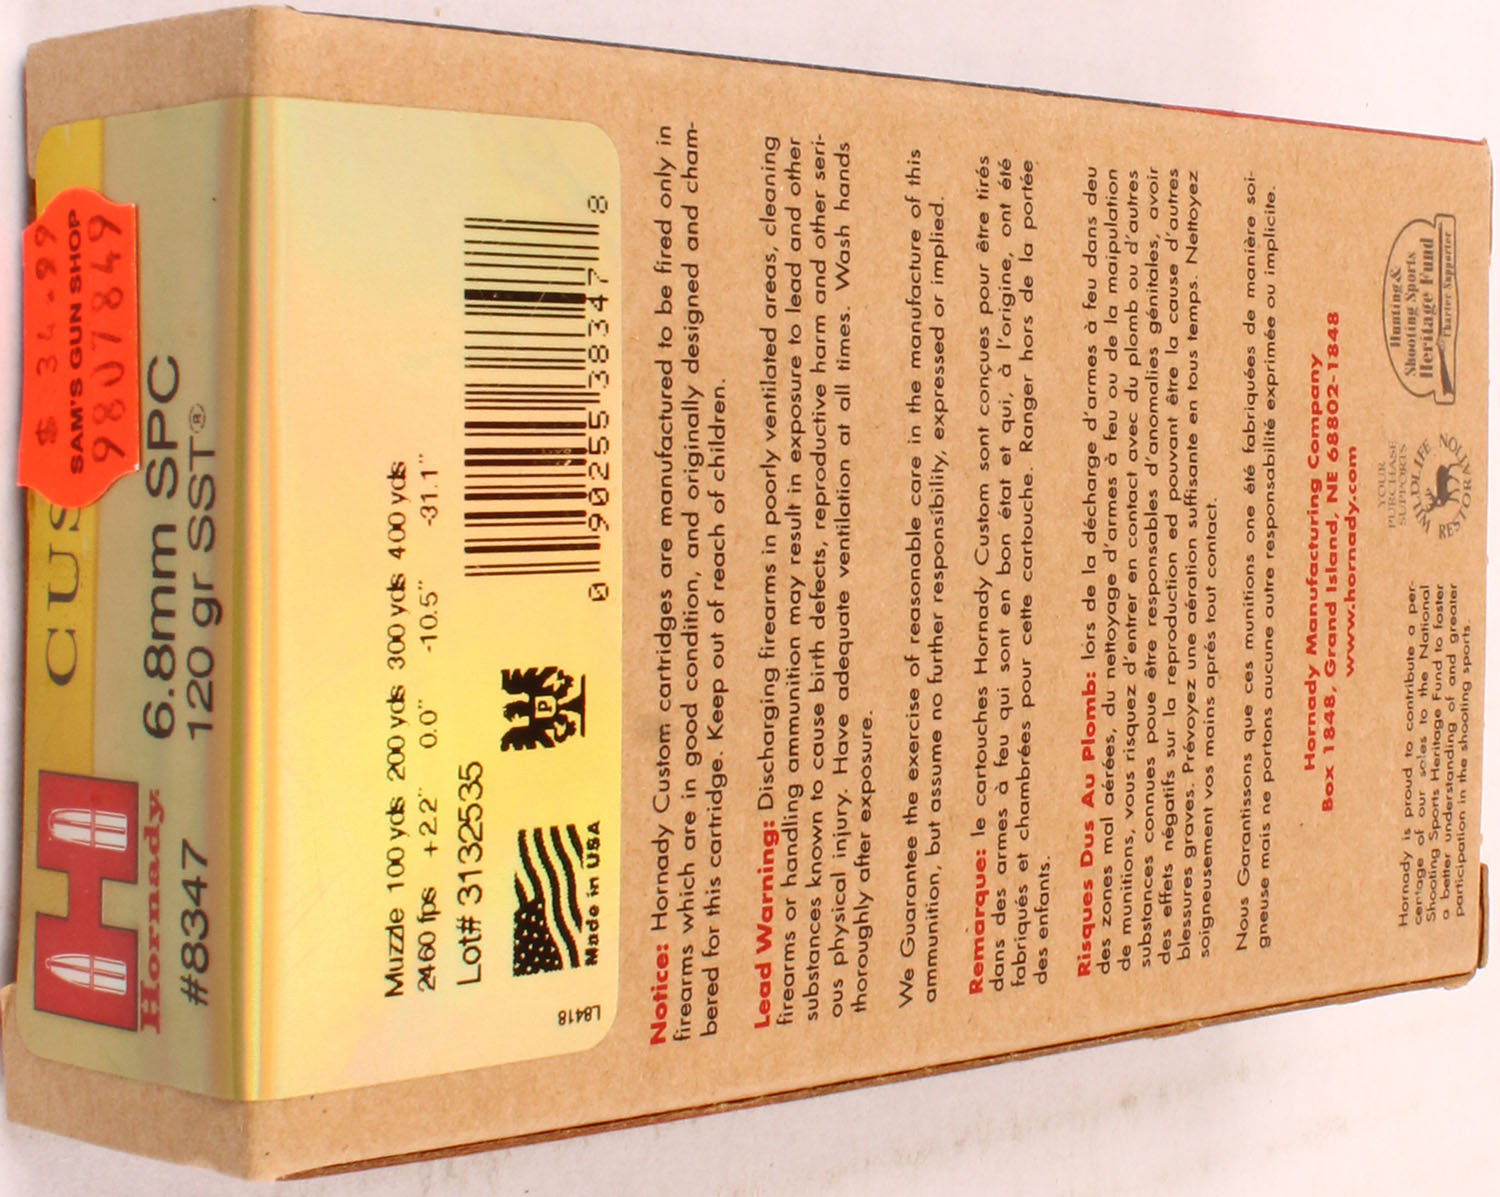 CUS
$ 34.99
SAM'S GUN SHOP
9807849
Hornady
6.8mm SPC
#8347
120 gr SST®
Muzzle 100 yds 200 yds 300 yds 400 yds
2460 fps +2.2" 0.0" -10.5" -31.1"
Lot# 3132535
Made in USA
P
0 90255 38347 8
L8418
Notice: Hornady Custom cartridges are manufactured to be fired only in
firearms which are in good condition, and originally designed and cham-
bered for this cartridge. Keep out of reach of children.
Lead Warning: Discharging firearms in poorly ventilated areas, cleaning
firearms or handling ammunition may result in exposure to lead and other
substances known to cause birth defects, reproductive harm and other seri-
ous physical injury. Have adequate ventilation at all times. Wash hands
thoroughly after exposure.
We Guarantee the exercise of reasonable care in the manufacture of this
ammunition, but assume no further responsibility, expressed or implied.
Remarque: le cartouches Hornady Custom sont conçues pour être tirés
dans des armes à feu qui sont en bon état et qui, à l'origine, ont été
fabriqués et chambrées pour cette cartouche. Ranger hors de la portée
des enfants.
Risques Dus Au Plomb: lors de la décharge d'armes à feu dans deu
des zones mal aérées, du nettoyage d'armes à feu ou de la maipulation
de munitions, vous risquez d'entrer en contact avec du plomb ou d'autres
substances connues poue être responsables d'anomalies génitales, avoir
des effets négatifs sur la reproduction ed pouvant être la cause d'autres
blessures graves. Prévoyez une aération suffisante en tous temps. Nettoyez
soigneusement vos mains aprés tout contact.
Nous Garantissons que ces munitions one été fabriquées de manière soi-
gneuse mais ne portons aucune autre responsabilité exprimée ou implicite.
Hornady Manufacturing Company
Box 1848, Grand Island, NE 68802-1848
www.hornady.com
Hornady is proud to contribute a per-
centage of our sales to the National
Shooting Sports Heritage Fund to foster
a better understanding of and greater
participation in the shooting sports.
YOUR
PURCHASE
SUPPORTS
WILDLIFE
RESTORATION
Hunting &
Shooting Sports
Heritage Fund
Charter Supporter